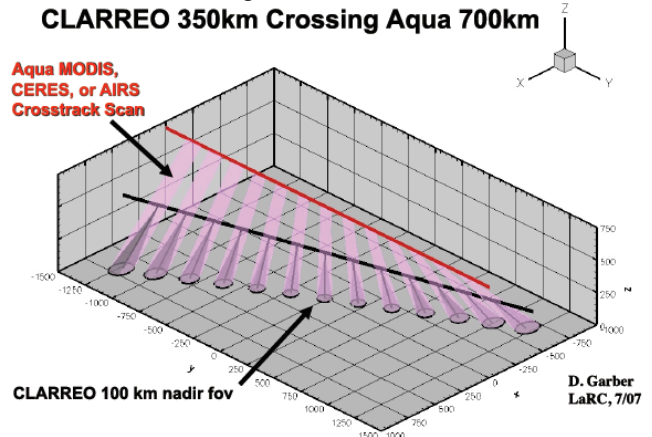 CLARREO 350km Crossing Aqua 700km
Z
X
Y
Aqua MODIS,
CERES, or AIRS
Crosstrack Scan
750
500
250
0
z
-1000
-750
-500
-250
0
250
500
750
1000
x
-1500
-1250
-1000
-750
-500
-250
0
250
500
750
1000
1250
1500
y
CLARREO 100 km nadir fov
D. Garber
LaRC, 7/07